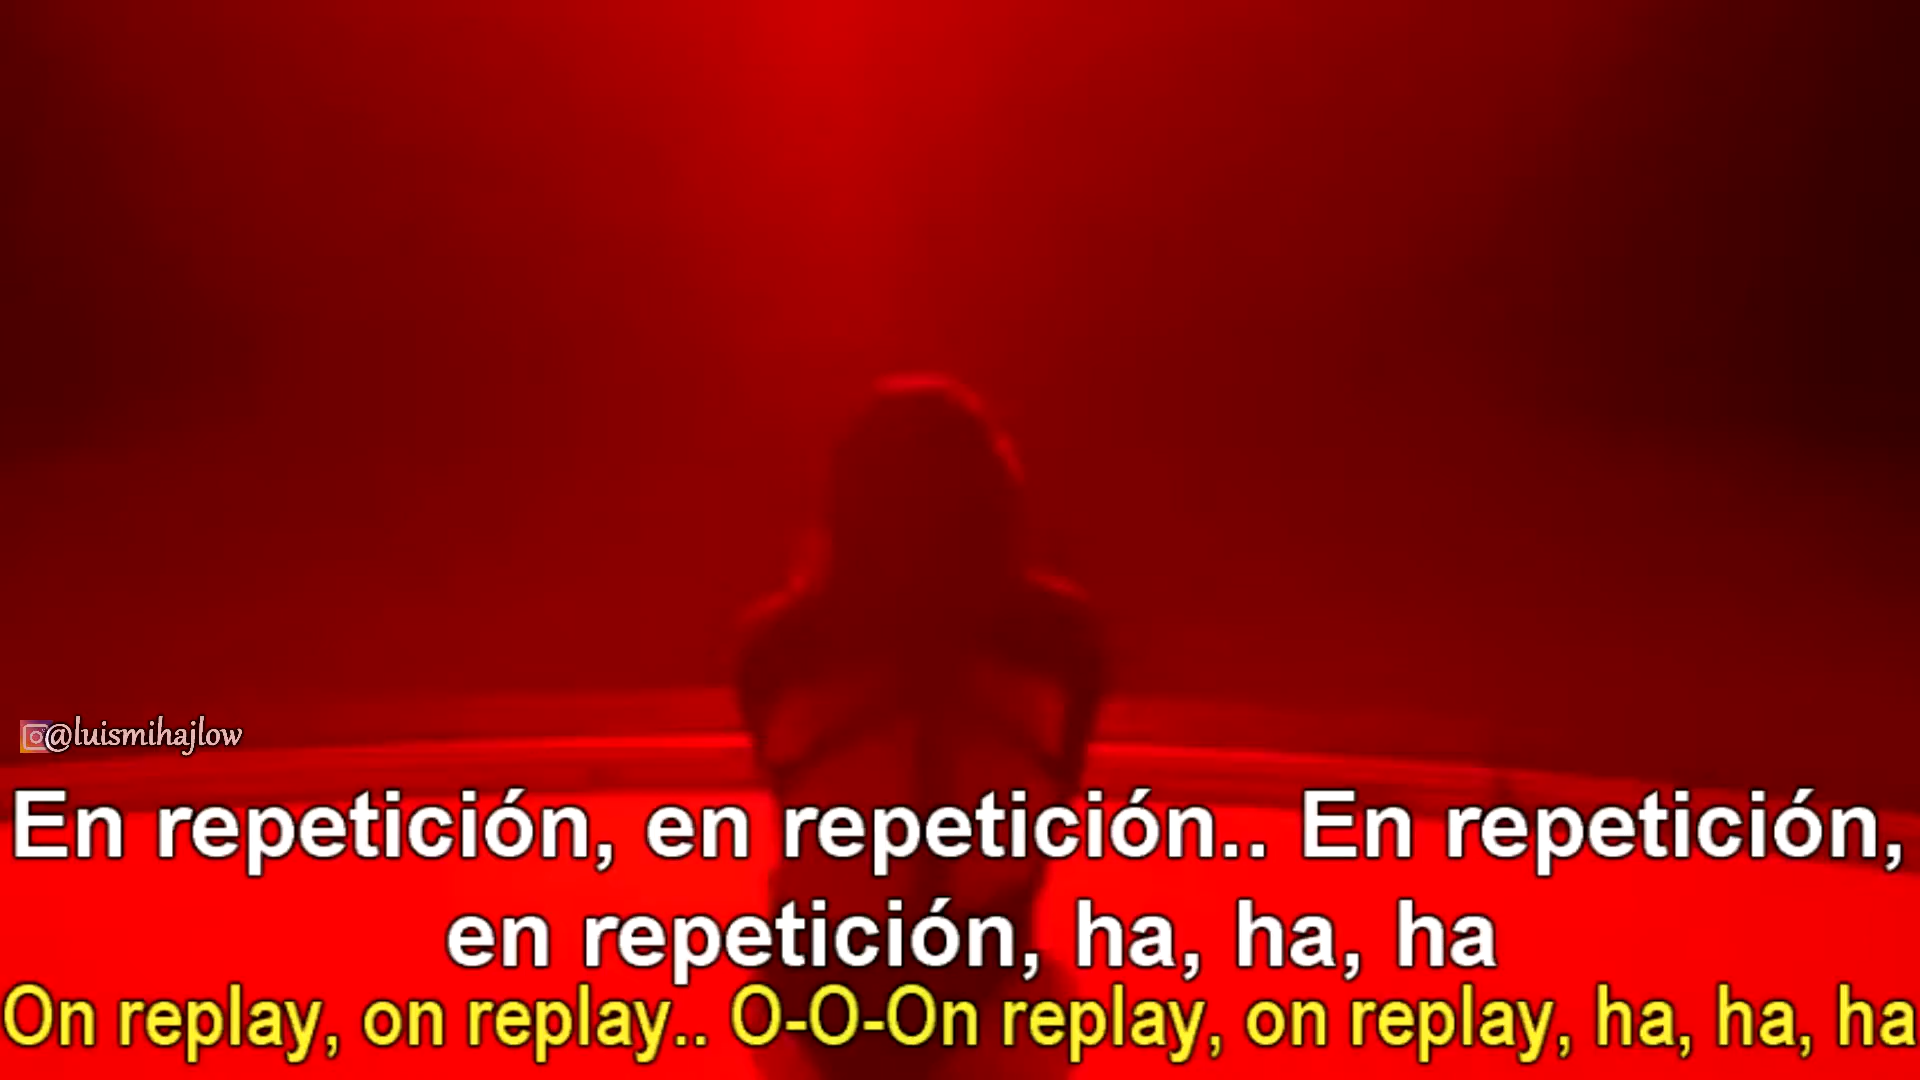 @luismihajlow
En repetición, en repetición.. En repetición,
en repetición, ha, ha, ha
On replay, on replay.. O-O-On replay, on replay, ha, ha, ha